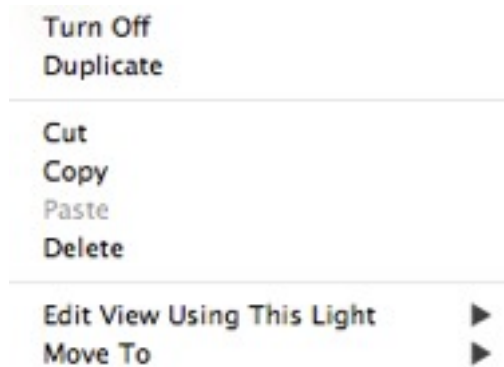 Turn Off
Duplicate
Cut
Copy
Paste
Delete
Edit View Using This Light
Move To